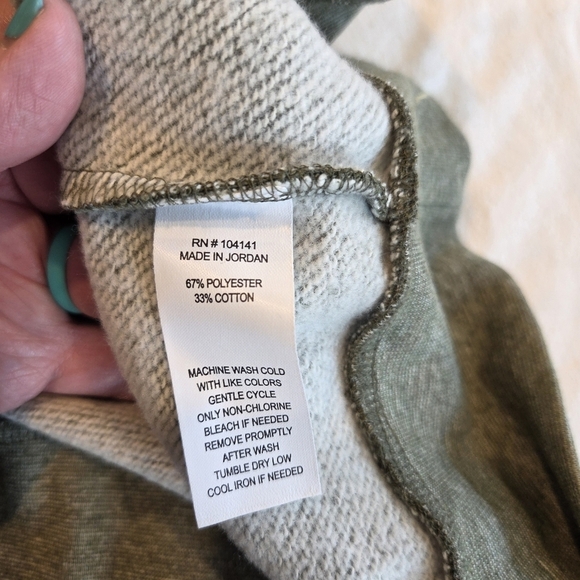 RN # 104141
MADE IN JORDAN
67% POLYESTER
33% COTTON
MACHINE WASH COLD
WITH LIKE COLORS
GENTLE CYCLE
ONLY NON-CHLORINE
BLEACH IF NEEDED
REMOVE PROMPTLY
AFTER WASH
TUMBLE DRY LOW
COOL IRON IF NEEDED